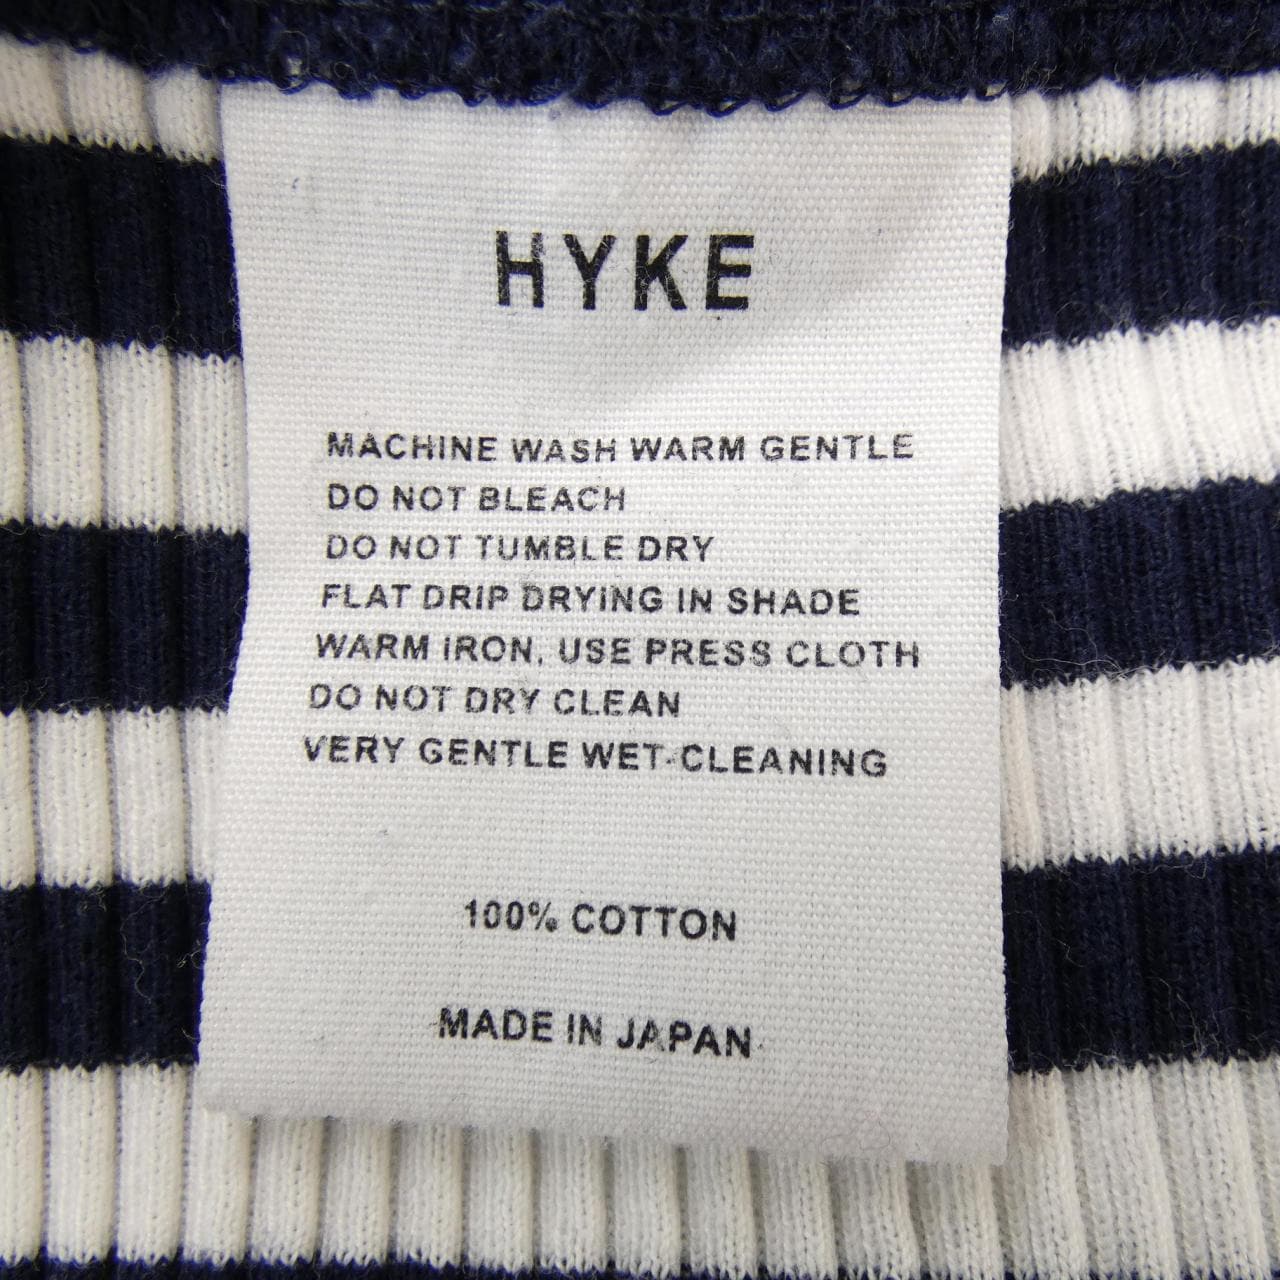 HYKE
MACHINE WASH WARM GENTLE
DO NOT BLEACH
DO NOT TUMBLE DRY
FLAT DRIP DRYING IN SHADE
WARM IRON, USE PRESS CLOTH
DO NOT DRY CLEAN
VERY GENTLE WET-CLEANING
100% COTTON
MADE IN JAPAN